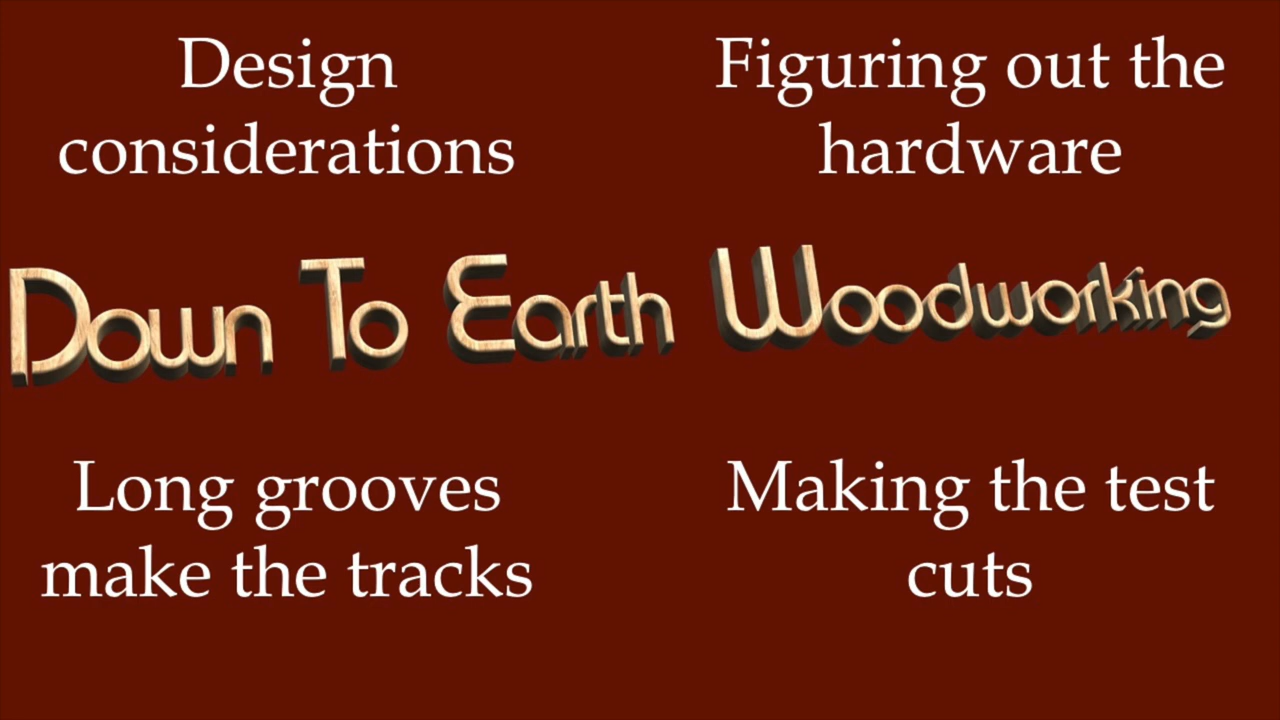 Design
considerations
Figuring out the
hardware
Down To Earth Woodworking
Long grooves
make the tracks
Making the test
cuts